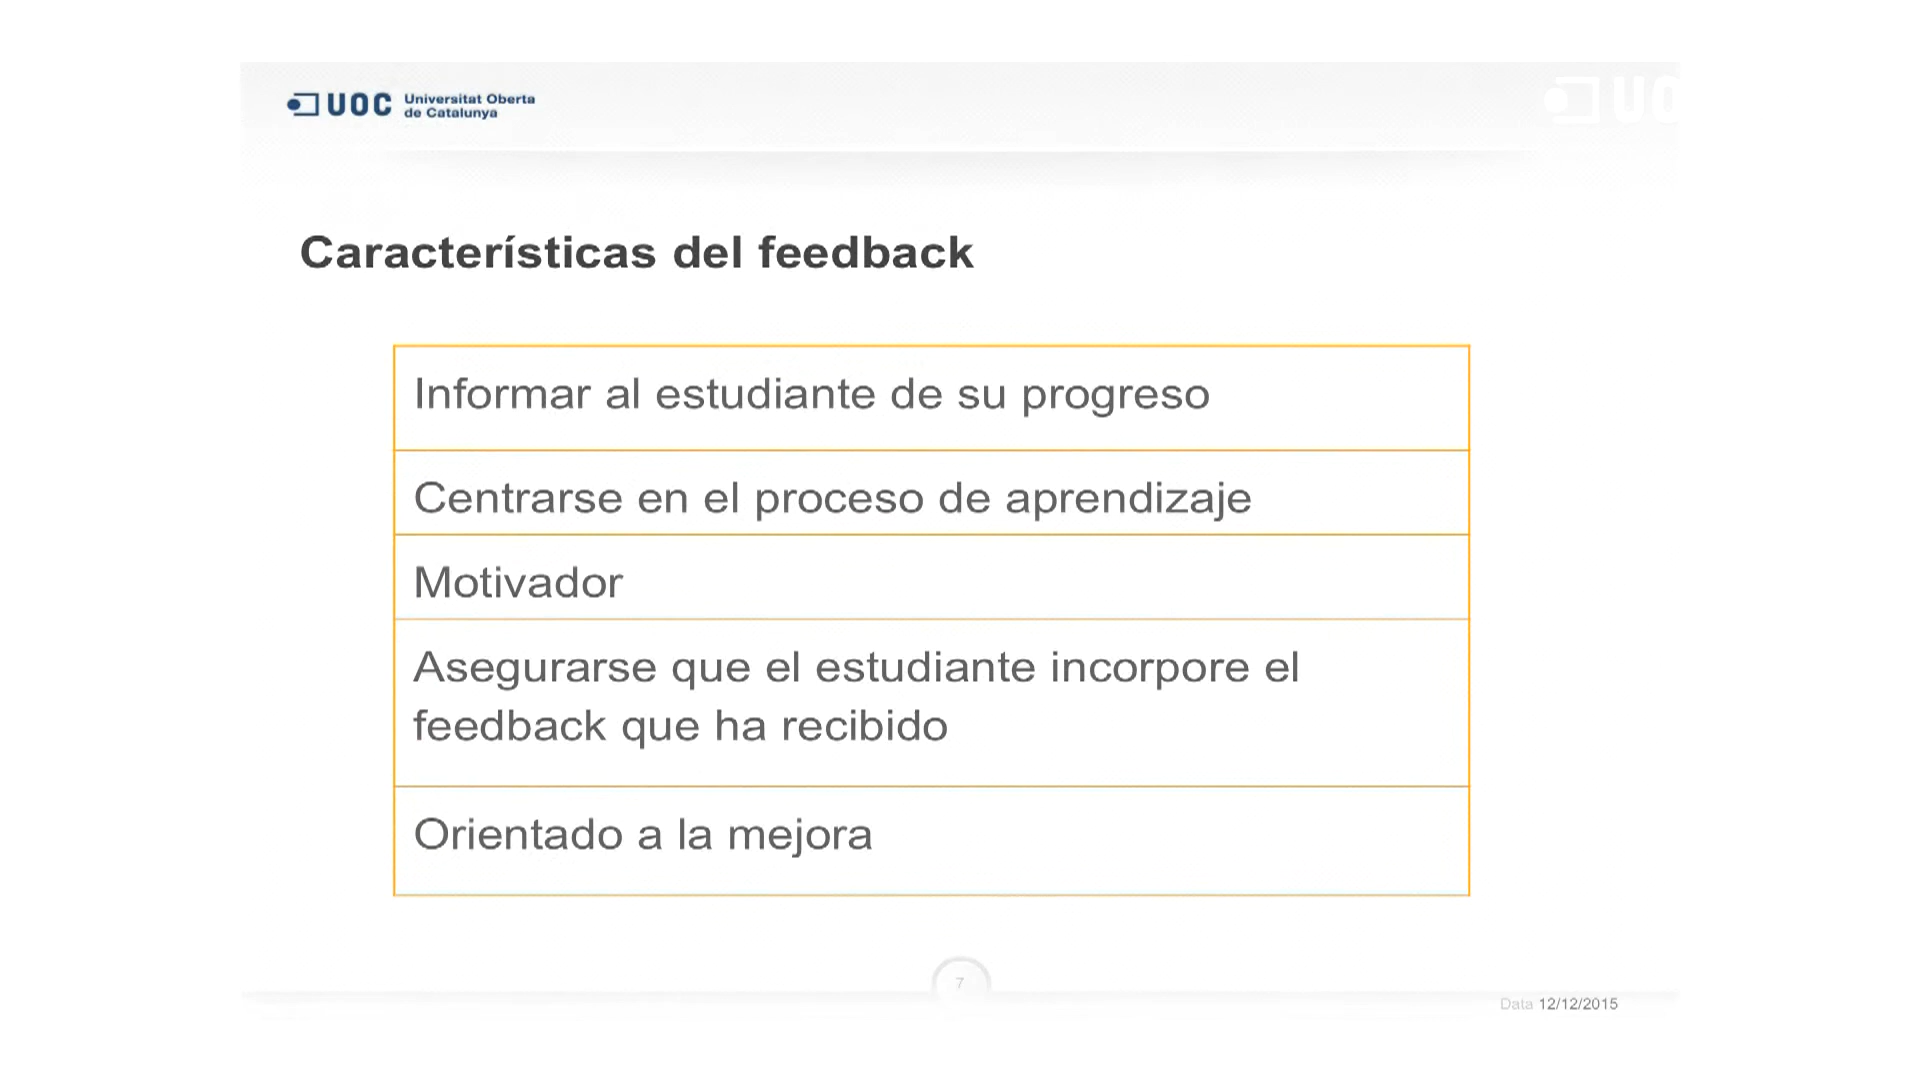 UOC Universitat Oberta
de Catalunya
UO
Características del feedback
Informar al estudiante de su progreso
Centrarse en el proceso de aprendizaje
Motivador
Asegurarse que el estudiante incorpore el
feedback que ha recibido
Orientado a la mejora
7
Data 12/12/2015